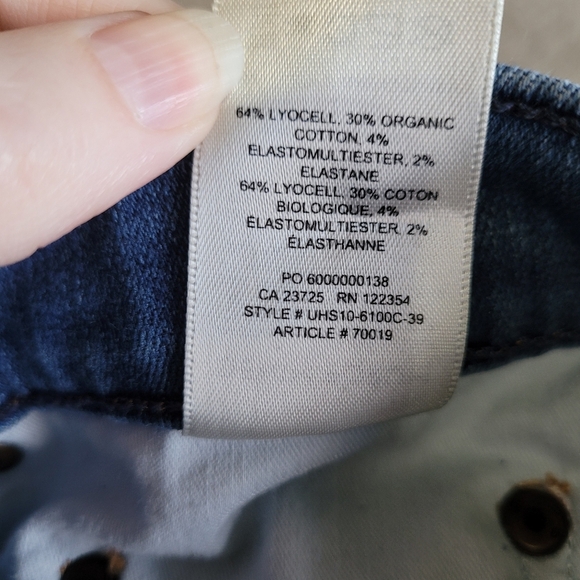 64% LYOCELL, 30% ORGANIC
COTTON, 4%
ELASTOMULTIESTER, 2%
ELASTANE
64% LYOCELL, 30% COTON
BIOLOGIQUE, 4%
ÉLASTOMULTIESTER, 2%
ÉLASTHANNE
PO 6000000138
CA 23725 RN 122354
STYLE # UHS10-6100C-39
ARTICLE # 70019